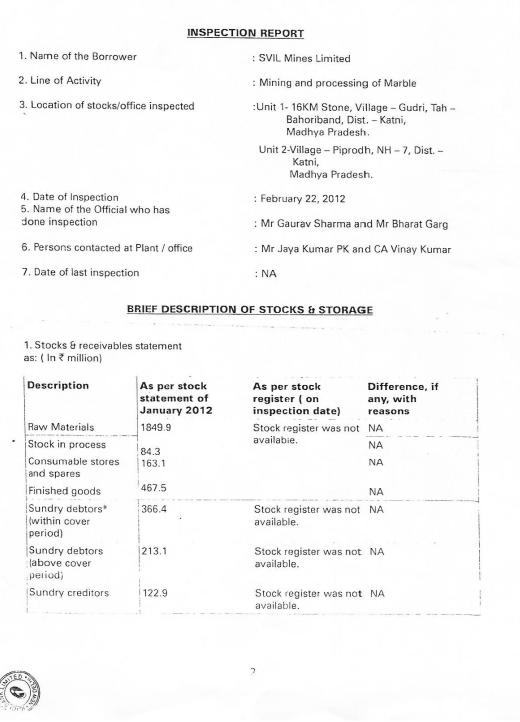 INSPECTION REPORT
1. Name of the Borrower : SVIL Mines Limited
2. Line of Activity : Mining and processing of Marble
3. Location of stocks/office inspected :Unit 1- 16KM Stone, Village – Gudri, Tah –
Bahoriband, Dist. – Katni,
Madhya Pradesh.
Unit 2-Village – Piprodh, NH – 7, Dist. –
Katni,
Madhya Pradesh.
4. Date of Inspection : February 22, 2012
5. Name of the Official who has
done inspection : Mr Gaurav Sharma and Mr Bharat Garg
6. Persons contacted at Plant / office : Mr Jaya Kumar PK and CA Vinay Kumar
7. Date of last inspection : NA
BRIEF DESCRIPTION OF STOCKS & STORAGE
1. Stocks & receivables statement
as: ( In ₹ million)
Description As per stock As per stock Difference, if
statement of register ( on any, with
January 2012 inspection date) reasons
Raw Materials 1849.9 Stock register was not NA
available.
Stock in process 84.3 NA
Consumable stores 163.1 NA
and spares
Finished goods 467.5 NA
Sundry debtors* 366.4 Stock register was not NA
(within cover available.
period)
Sundry debtors 213.1 Stock register was not NA
(above cover available.
period)
Sundry creditors 122.9 Stock register was not NA
available.
2
LIMITED